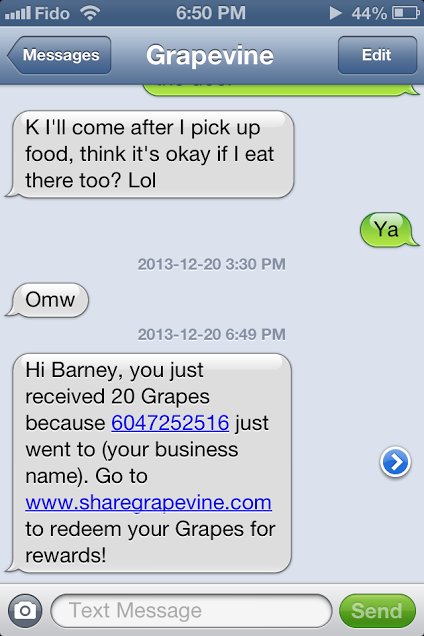 Fido 6:50 PM 44%
Messages Grapevine Edit
K I'll come after I pick up
food, think it's okay if I eat
there too? Lol
Ya
2013-12-20 3:30 PM
Omw
2013-12-20 6:49 PM
Hi Barney, you just
received 20 Grapes
because 6047252516 just
went to (your business
name). Go to
www.sharegrapevine.com
to redeem your Grapes for
rewards!
Text Message Send